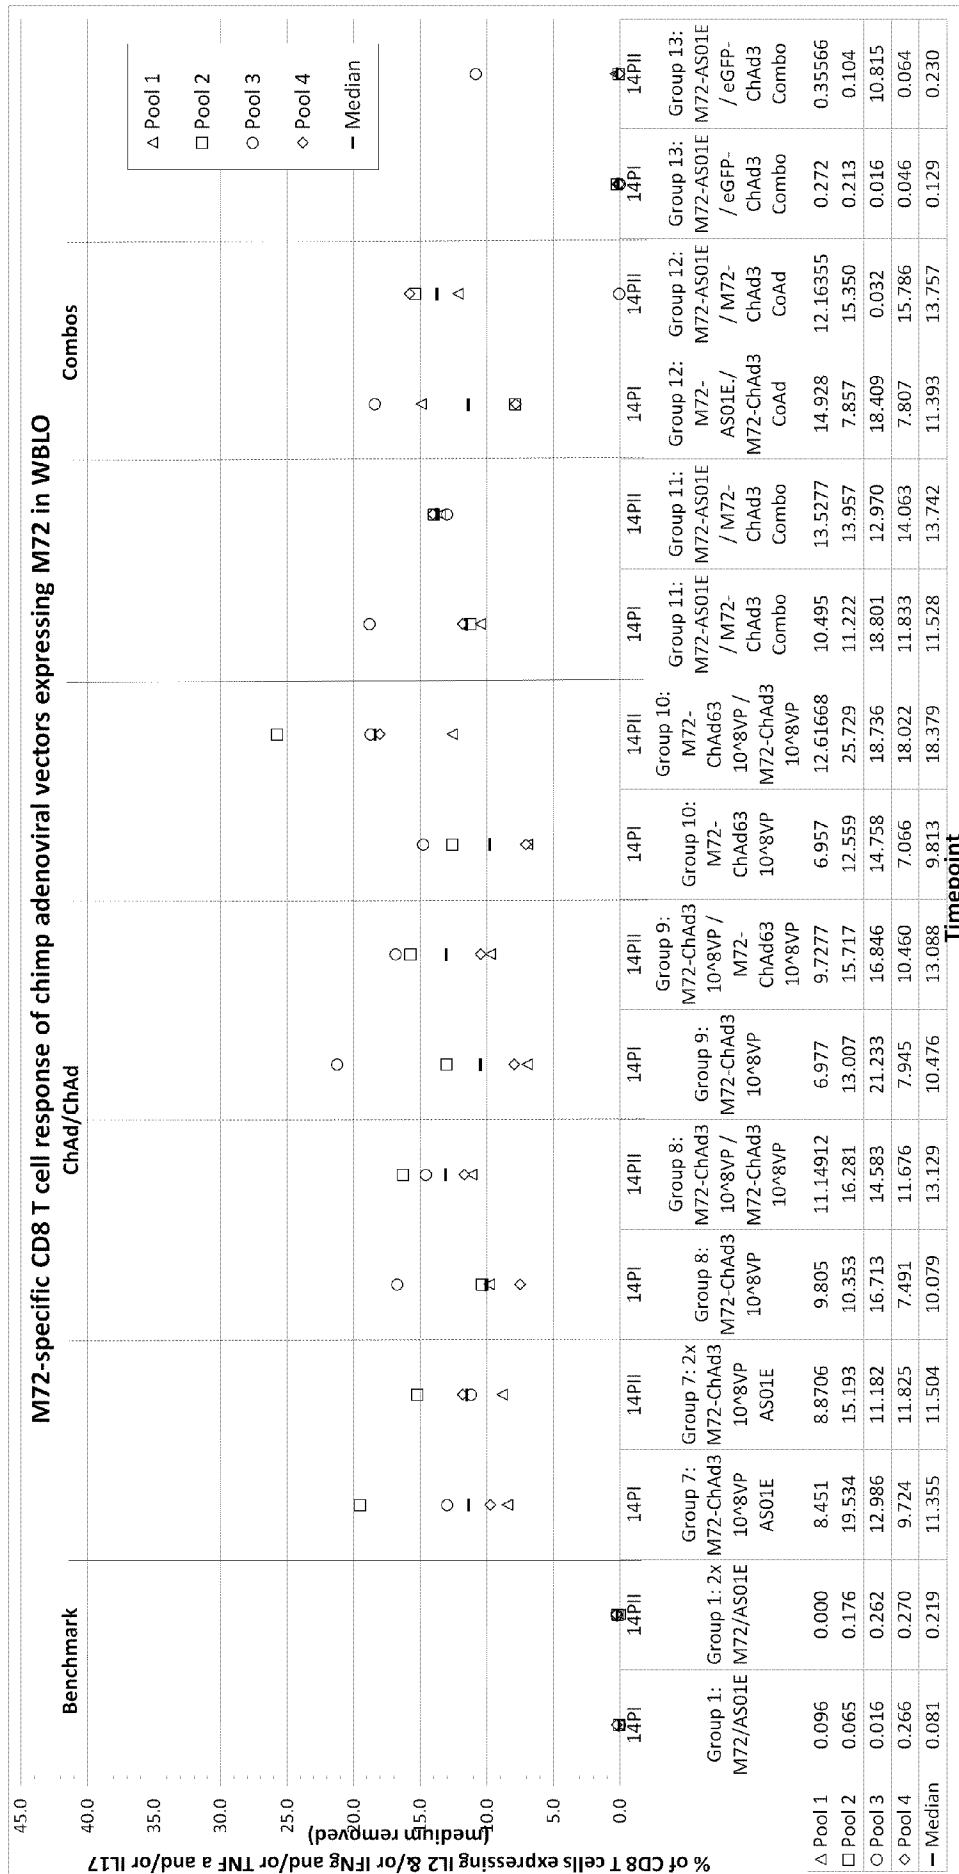 M72-specific CD8 T cell response of chimp adenoviral vectors expressing M72 in WBLO
Benchmark
ChAd/ChAd
Combos
△ Pool 1
□ Pool 2
○ Pool 3
◇ Pool 4
– Median
% of CD8 T cells expressing IL2 &/or IFNg and/or TNF a and/or IL17
(medium removed)
45.0
40.0
35.0
30.0
25.0
20.0
15.0
10.0
5.0
0.0
14PI 14PII 14PI 14PII 14PI 14PII 14PI 14PII 14PI 14PII 14PI 14PII 14PI 14PII 14PI 14PII
Group 1:
M72/AS01E
Group 1: 2x
M72/AS01E
Group 7:
M72-ChAd3
10^8VP
AS01E
Group 7: 2x
M72-ChAd3
10^8VP
AS01E
Group 8:
M72-ChAd3
10^8VP
Group 8:
M72-ChAd3
10^8VP /
M72-ChAd3
10^8VP
Group 9:
M72-ChAd3
10^8VP
Group 9:
M72-ChAd3
10^8VP /
M72-
ChAd63
10^8VP
Group 10:
M72-
ChAd63
10^8VP
Group 10:
M72-
ChAd63
10^8VP /
M72-ChAd3
10^8VP
Group 11:
M72-AS01E
/ M72-
ChAd3
Combo
Group 11:
M72-AS01E
/ M72-
ChAd3
Combo
Group 12:
M72-
AS01E./
M72-ChAd3
CoAd
Group 12:
M72-AS01E
/ M72-
ChAd3
CoAd
Group 13:
M72-AS01E
/ eGFP-
ChAd3
Combo
Group 13:
M72-AS01E
/ eGFP-
ChAd3
Combo
△ Pool 1 0.096 0.000 8.451 8.8706 9.805 11.14912 6.977 9.7277 6.957 12.61668 10.495 13.5277 14.928 12.16355 0.272 0.35566
□ Pool 2 0.065 0.176 19.534 15.193 10.353 16.281 13.007 15.717 12.559 25.729 11.222 13.957 7.857 15.350 0.213 0.104
○ Pool 3 0.016 0.262 12.986 11.182 16.713 14.583 21.233 16.846 14.758 18.736 18.801 12.970 18.409 0.032 0.016 10.815
◇ Pool 4 0.266 0.270 9.724 11.825 7.491 11.676 7.945 10.460 7.066 18.022 11.833 14.063 7.807 15.786 0.046 0.064
– Median 0.081 0.219 11.355 11.504 10.079 13.129 10.476 13.088 9.813 18.379 11.528 13.742 11.393 13.757 0.129 0.230
Timepoint